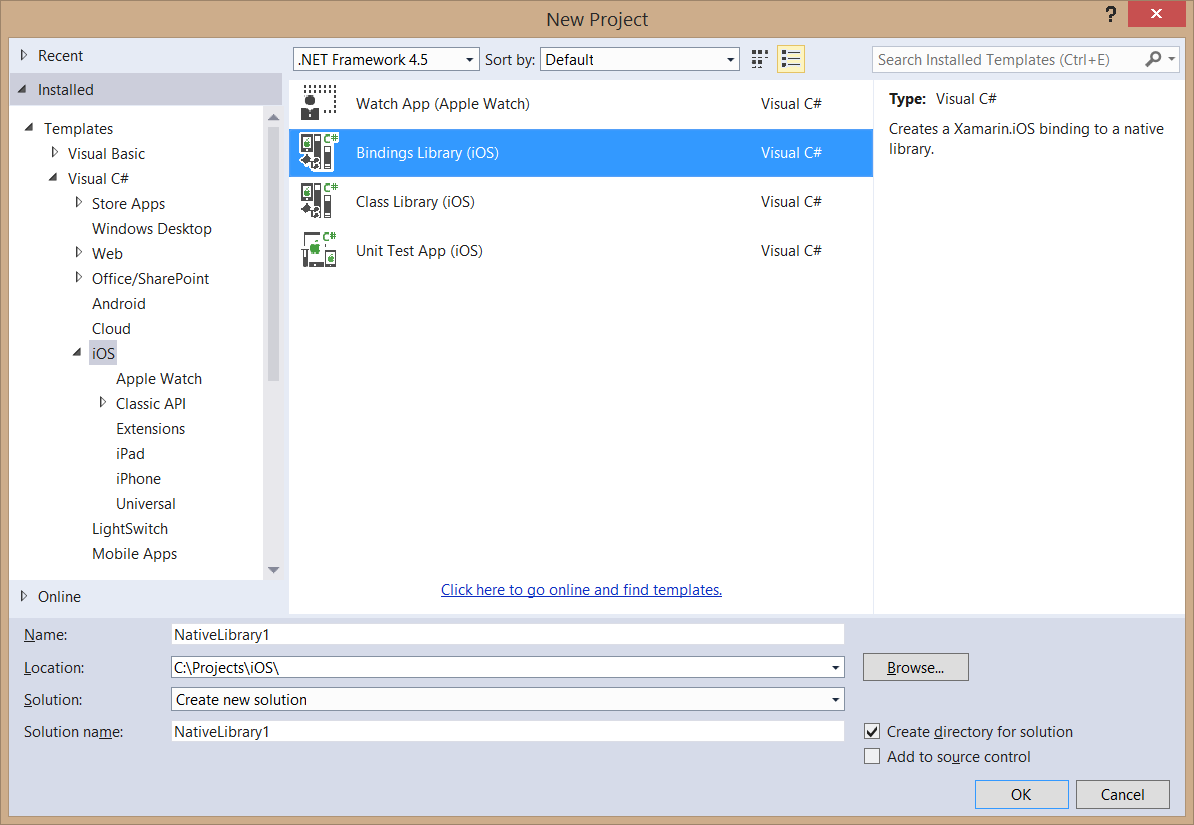 New Project
?
Recent
.NET Framework 4.5
Sort by:
Default
Search Installed Templates (Ctrl+E)
Installed
Templates
Visual Basic
Visual C#
Store Apps
Windows Desktop
Web
Office/SharePoint
Android
Cloud
iOS
Apple Watch
Classic API
Extensions
iPad
iPhone
Universal
LightSwitch
Mobile Apps
Online
Watch App (Apple Watch) Visual C#
C# Bindings Library (iOS) Visual C#
C# Class Library (iOS) Visual C#
C# Unit Test App (iOS) Visual C#
Click here to go online and find templates.
Type: Visual C#
Creates a Xamarin.iOS binding to a native
library.
Name: NativeLibrary1
Location: C:\Projects\iOS\
Browse...
Solution: Create new solution
Solution name: NativeLibrary1
Create directory for solution
Add to source control
OK
Cancel